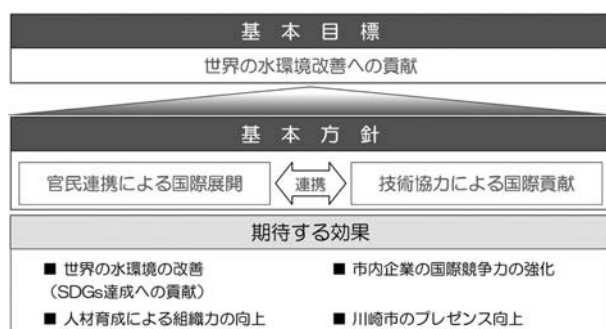 基本目標
世界の水環境改善への貢献
基本方針
官民連携による国際展開
連携
技術協力による国際貢献
期待する効果
■ 世界の水環境の改善
（SDGs達成への貢献）
■ 人材育成による組織力の向上
■ 市内企業の国際競争力の強化
■ 川崎市のプレゼンス向上